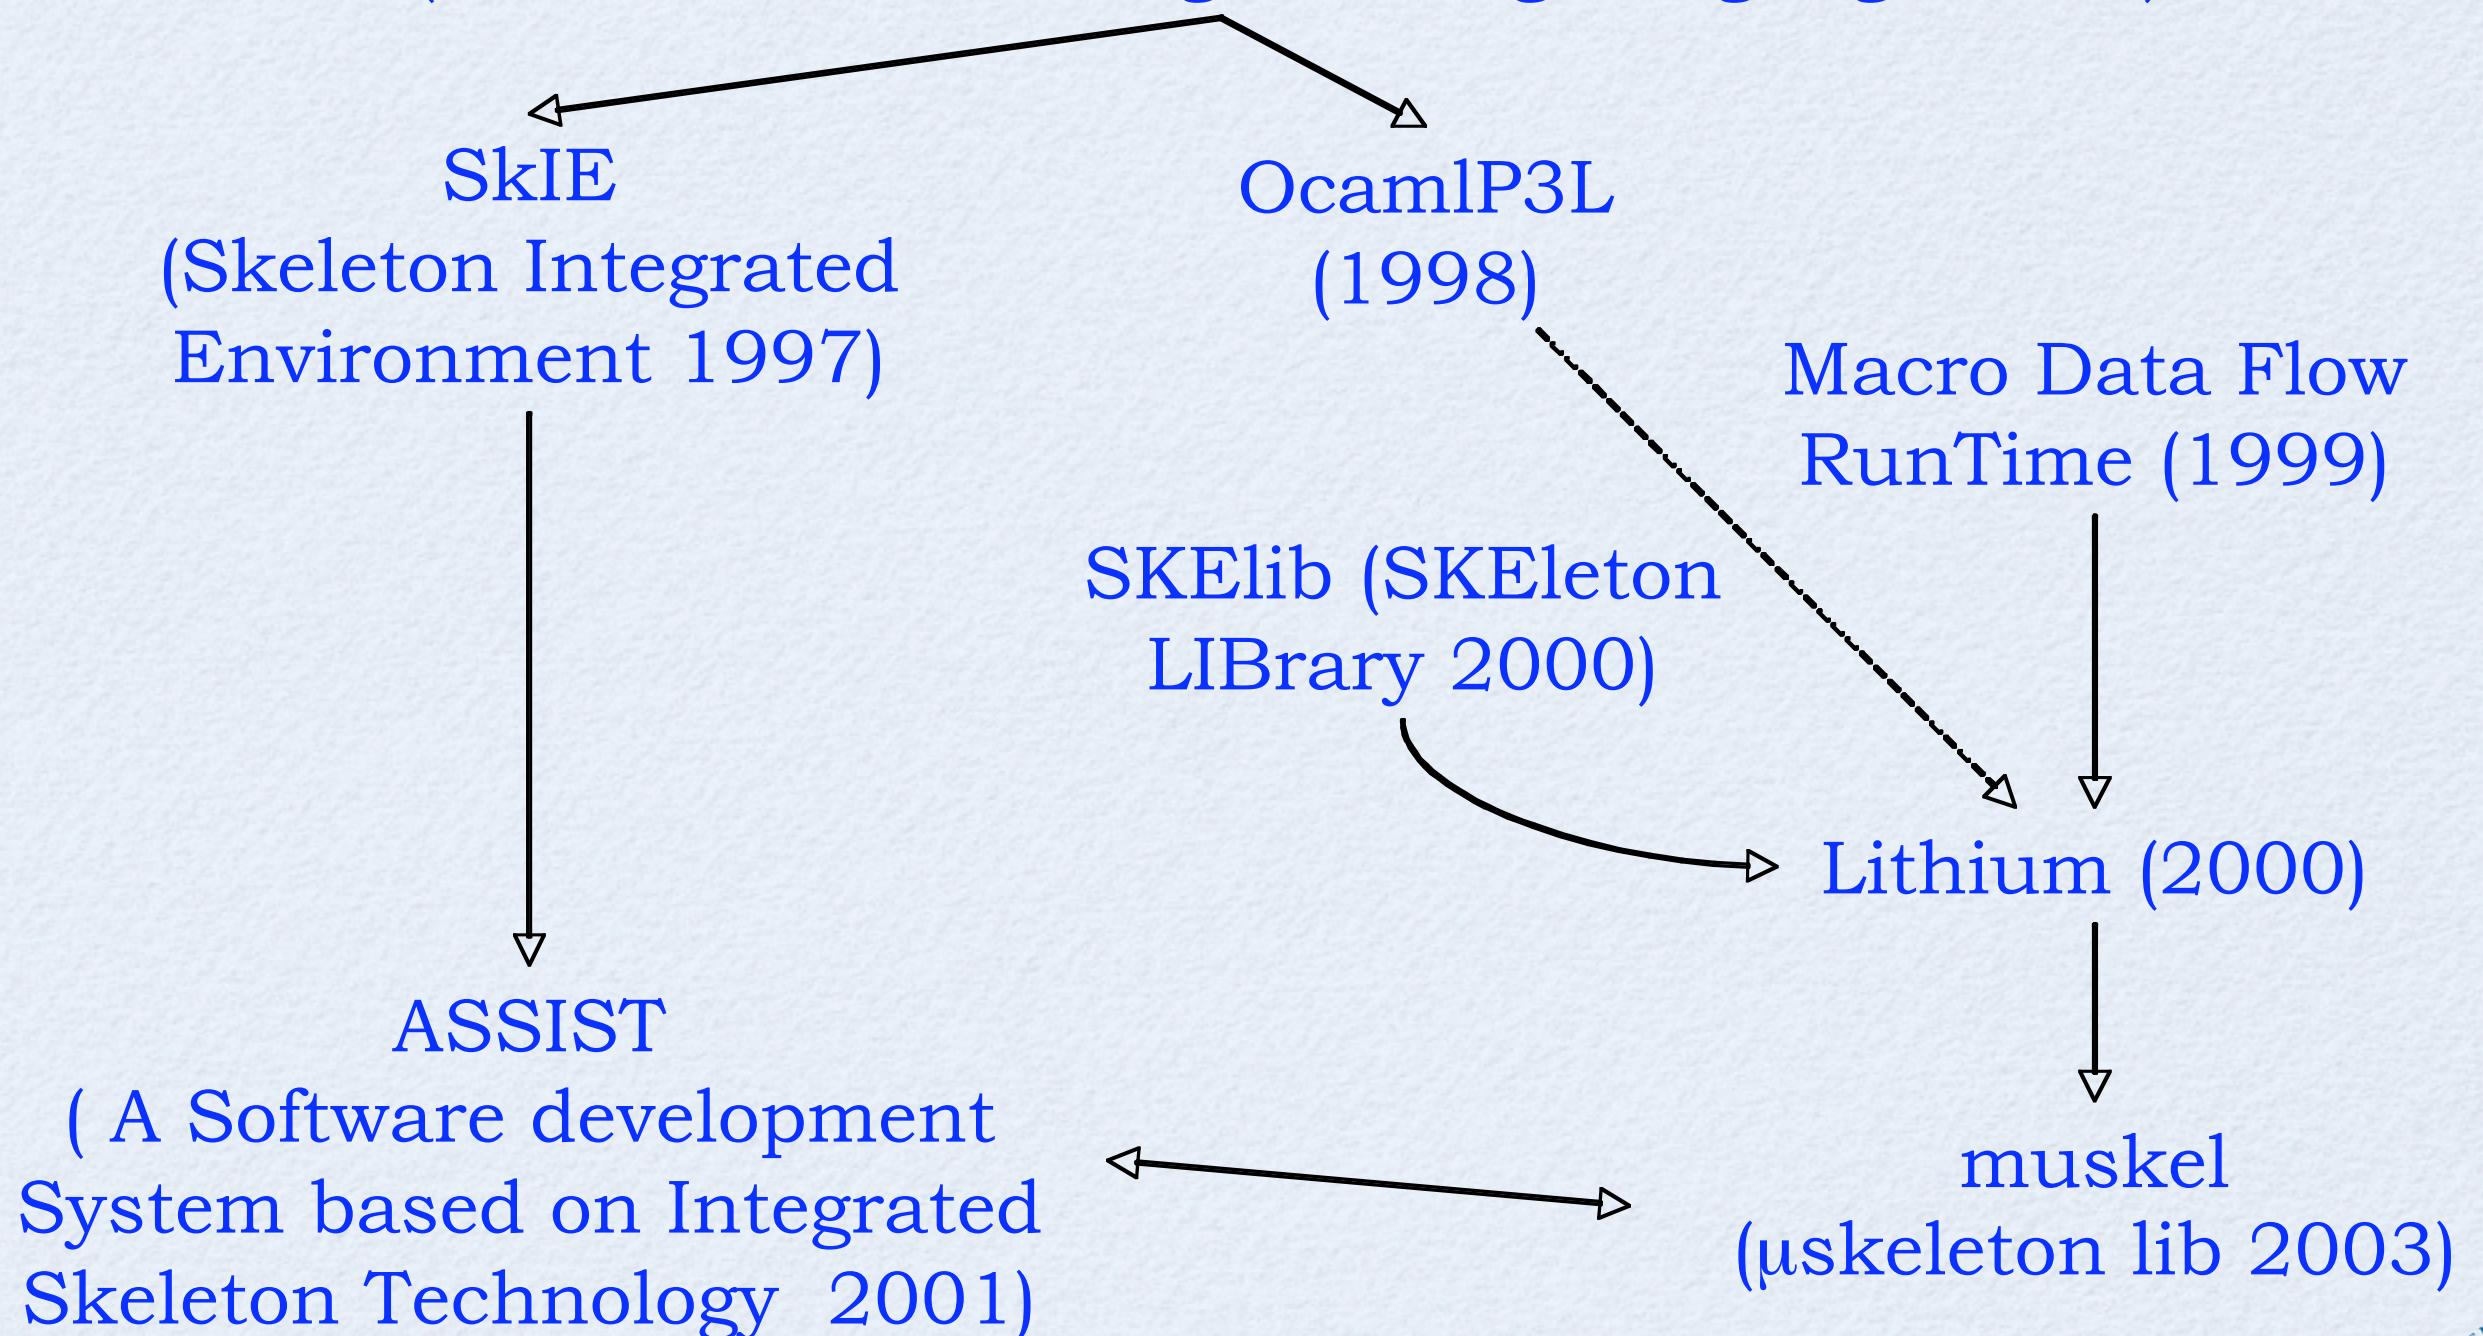 SkIE
(Skeleton Integrated
Environment 1997)
OcamlP3L
(1998)
Macro Data Flow
RunTime (1999)
SKElib (SKEleton
LIBrary 2000)
Lithium (2000)
ASSIST
( A Software development
System based on Integrated
Skeleton Technology 2001)
muskel
(µskeleton lib 2003)